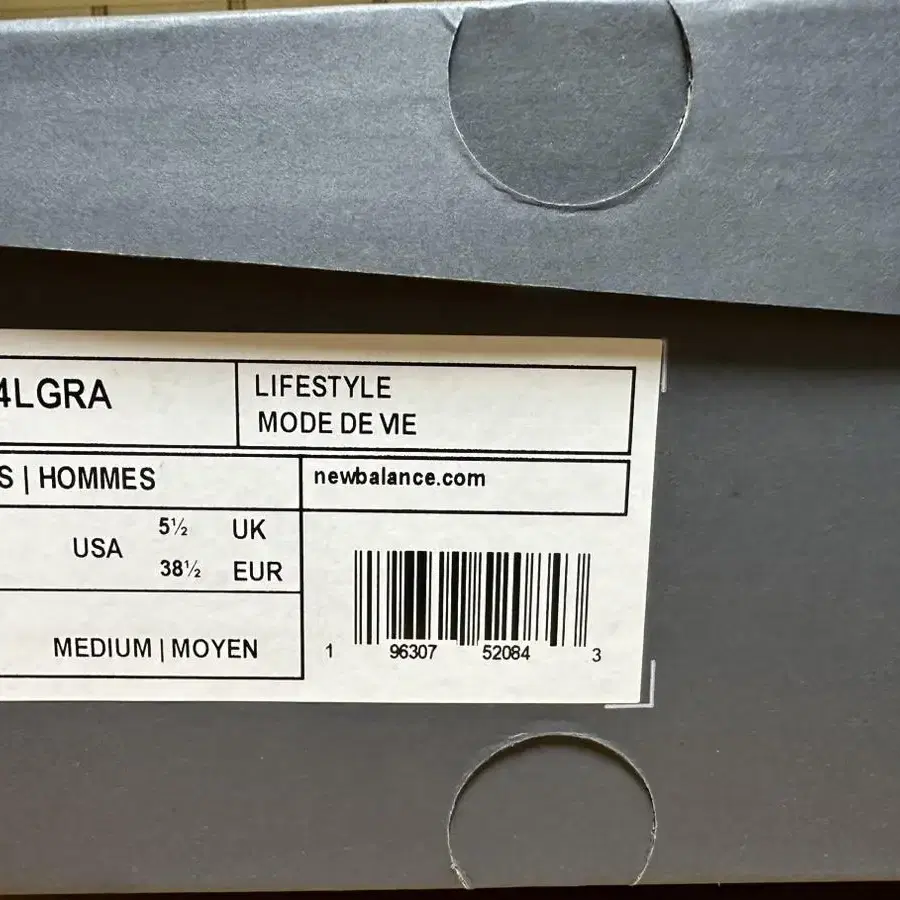 4LGRA
LIFESTYLE
MODE DE VIE
S | HOMMES
newbalance.com
USA
5½ UK
38½ EUR
MEDIUM | MOYEN
1 96307 52084 3